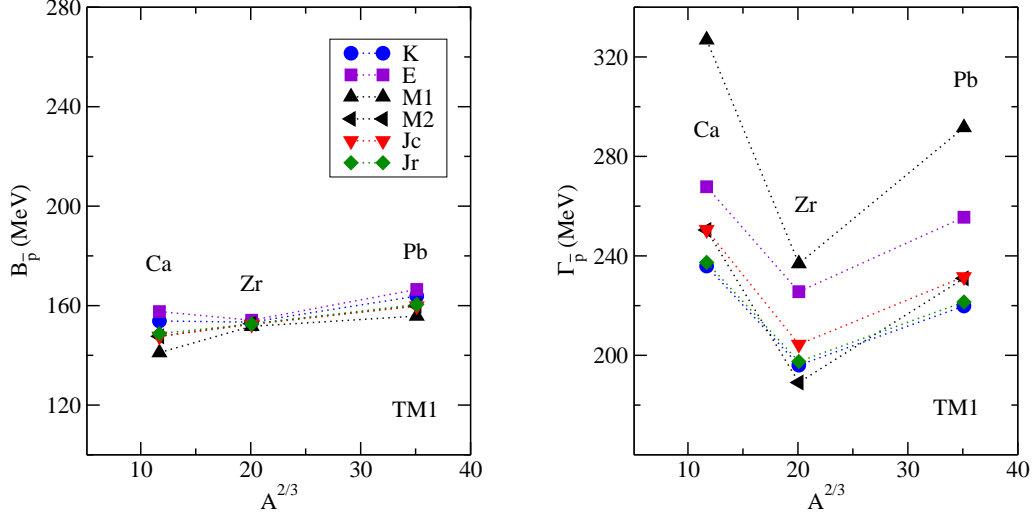 280
240
200
160
120
10
20
30
40
B_p̅ (MeV)
A^{2/3}
K
E
M1
M2
Jc
Jr
Ca
Zr
Pb
TM1
320
280
240
200
10
20
30
40
Γ_p̅ (MeV)
A^{2/3}
Ca
Zr
Pb
TM1